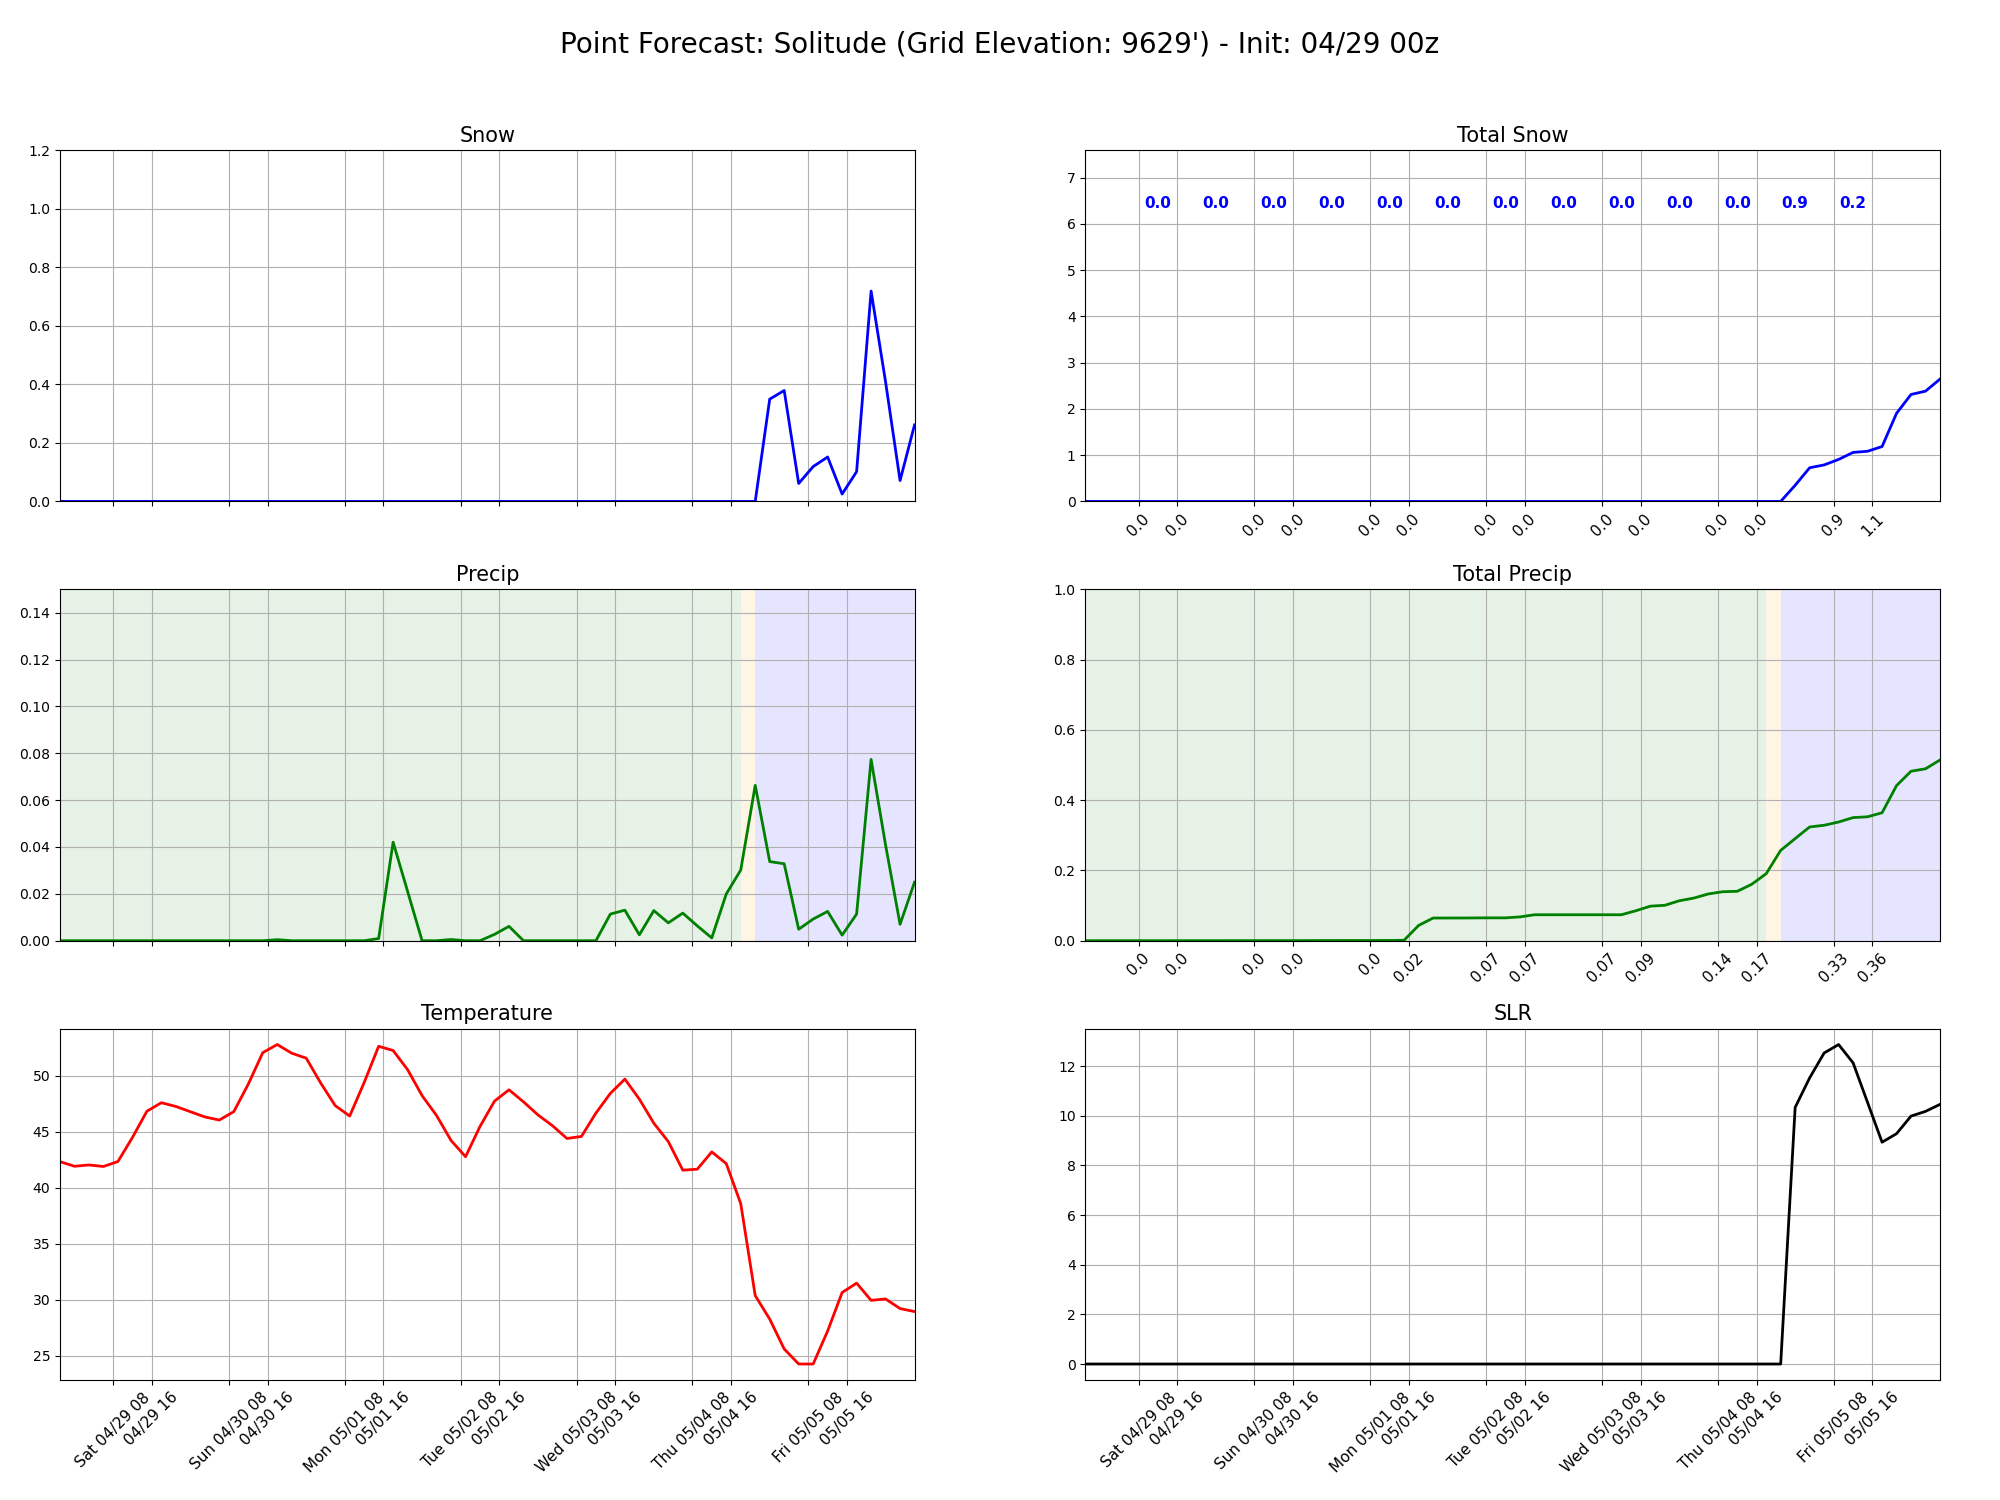 Point Forecast: Solitude (Grid Elevation: 9629') - Init: 04/29 00z
Snow
1.2
1.0
0.8
0.6
0.4
0.2
0.0
Total Snow
7
6
5
4
3
2
1
0
0.0 0.0 0.0 0.0 0.0 0.0 0.0 0.0 0.0 0.0 0.0 0.9 0.2
0.0 0.0 0.0 0.0 0.0 0.0 0.0 0.0 0.0 0.0 0.0 0.0 0.9 1.1
Precip
0.14
0.12
0.10
0.08
0.06
0.04
0.02
0.00
Total Precip
1.0
0.8
0.6
0.4
0.2
0.0
0.0 0.0 0.0 0.0 0.0 0.02 0.07 0.07 0.07 0.09 0.14 0.17 0.33 0.36
Temperature
50
45
40
35
30
25
Sat 04/29 08
04/29 16
Sun 04/30 08
04/30 16
Mon 05/01 08
05/01 16
Tue 05/02 08
05/02 16
Wed 05/03 08
05/03 16
Thu 05/04 08
05/04 16
Fri 05/05 08
05/05 16
SLR
12
10
8
6
4
2
0
Sat 04/29 08
04/29 16
Sun 04/30 08
04/30 16
Mon 05/01 08
05/01 16
Tue 05/02 08
05/02 16
Wed 05/03 08
05/03 16
Thu 05/04 08
05/04 16
Fri 05/05 08
05/05 16